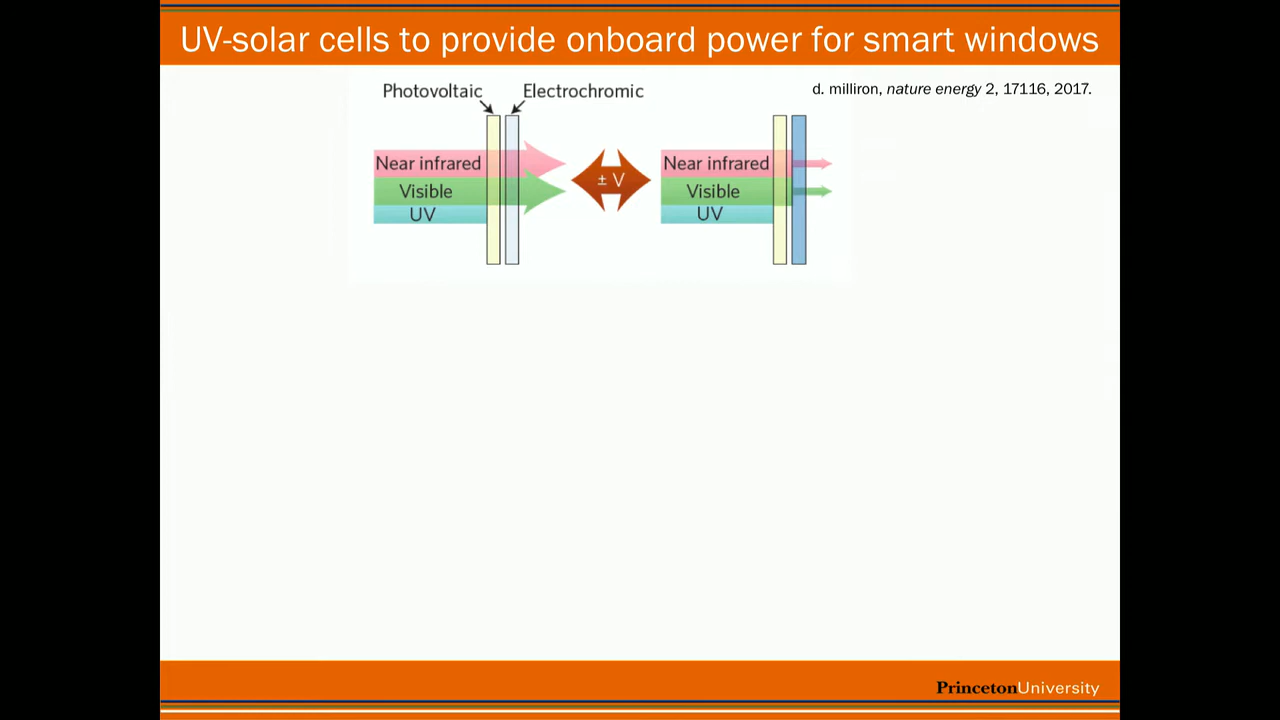 UV-solar cells to provide onboard power for smart windows
d. milliron, nature energy 2, 17116, 2017.
Photovoltaic
Electrochromic
Near infrared
Visible
UV
± V
Near infrared
Visible
UV
PrincetonUniversity